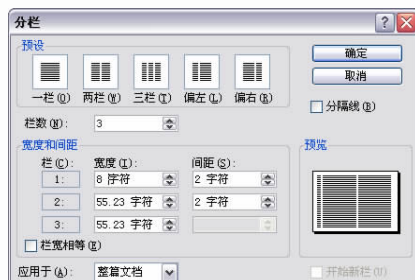 分栏
预设
确定
取消
一栏(O) 两栏(W) 三栏(T) 偏左(L) 偏右(R)
分隔线(B)
栏数(N): 3
宽度和间距
预览
栏(C): 宽度(I): 间距(S):
1: 8 字符 2 字符
2: 55.23 字符 2 字符
3: 55.23 字符
栏宽相等(E)
应用于(A): 整篇文档
开始新栏(U)